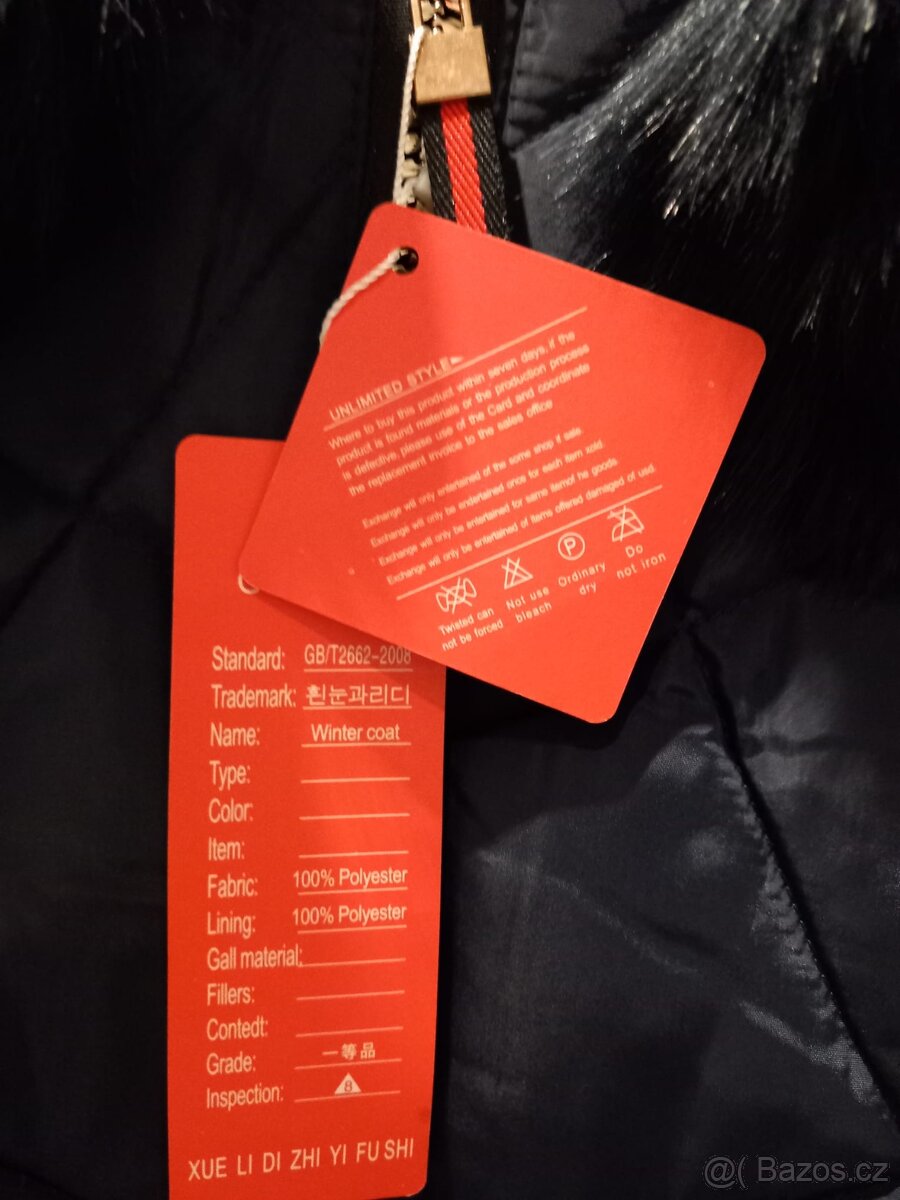 UNLIMITED STYLE
Where to buy this product within seven days, if the
product is found materials or the production process
is defective, please use of the Card and coordinate
the replacement invoice to the sales office
Exchange will only entertained of the some shop if sale.
Exchange will only be endertained once for each item sold.
Exchange will only be entertained for same itemof he goods
Exchange will only be entertained of items offered damaged of used.
P
Twisted can
not be forced
Not use
bleach
Ordinary
dry
Do
not iron
Standard: GB/T2662-2008
Trademark: 흰눈과리디
Name: Winter coat
Type:
Color:
Item:
Fabric: 100% Polyester
Lining: 100% Polyester
Gall material:
Fillers:
Contedt:
Grade: 一等品
Inspection: 8
XUE LI DI ZHI YI FU SHI
@( Bazos.cz